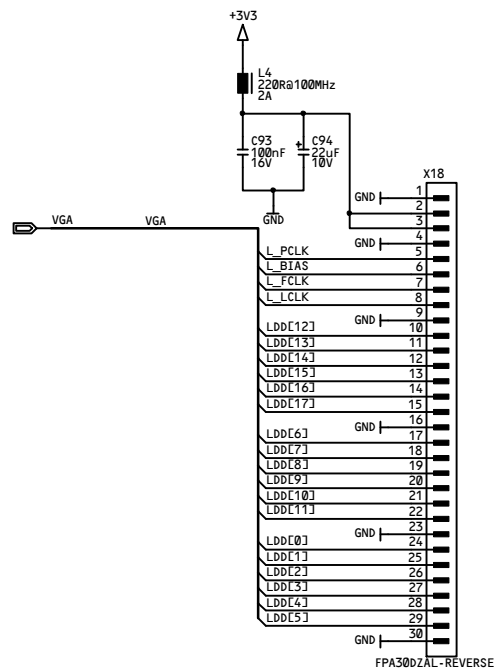 +3V3
L4
220R@100MHz
2A
C93
100nF
16V
C94
22uF
10V
+
GND
X18
VGA
VGA
GND
1
2
3
GND
4
L_PCLK
5
L_BIAS
6
L_FCLK
7
L_LCLK
8
GND
9
LDD[12]
10
LDD[13]
11
LDD[14]
12
LDD[15]
13
LDD[16]
14
LDD[17]
15
GND
16
LDD[6]
17
LDD[7]
18
LDD[8]
19
LDD[9]
20
LDD[10]
21
LDD[11]
22
GND
23
LDD[0]
24
LDD[1]
25
LDD[2]
26
LDD[3]
27
LDD[4]
28
LDD[5]
29
GND
30
FPA30DZAL-REVERSE